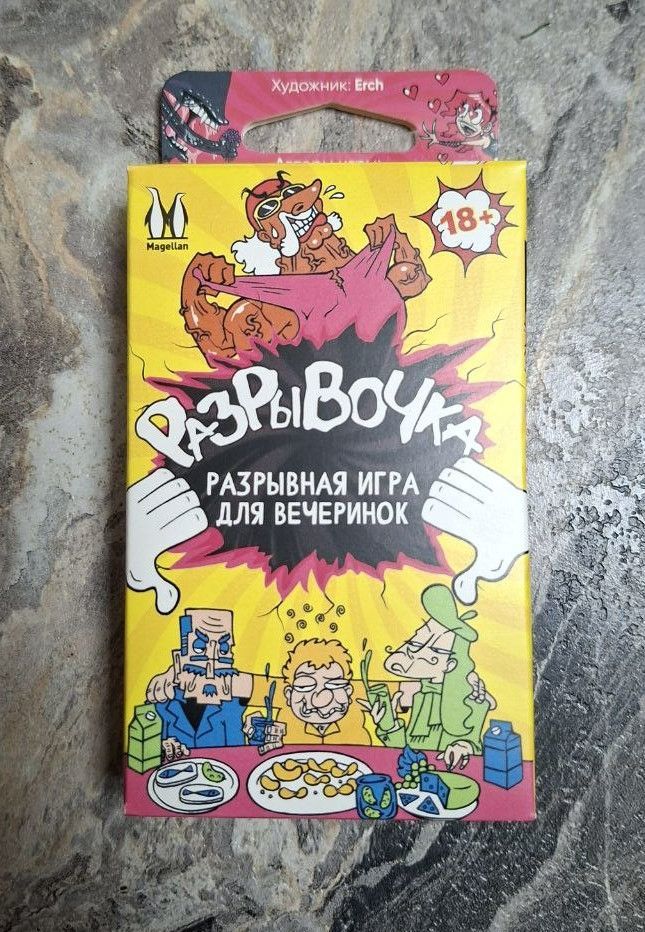 Художник: Erch
Magellan
18+
РАЗРЫВОЧКА
РАЗРЫВНАЯ ИГРА
ДЛЯ ВЕЧЕРИНОК